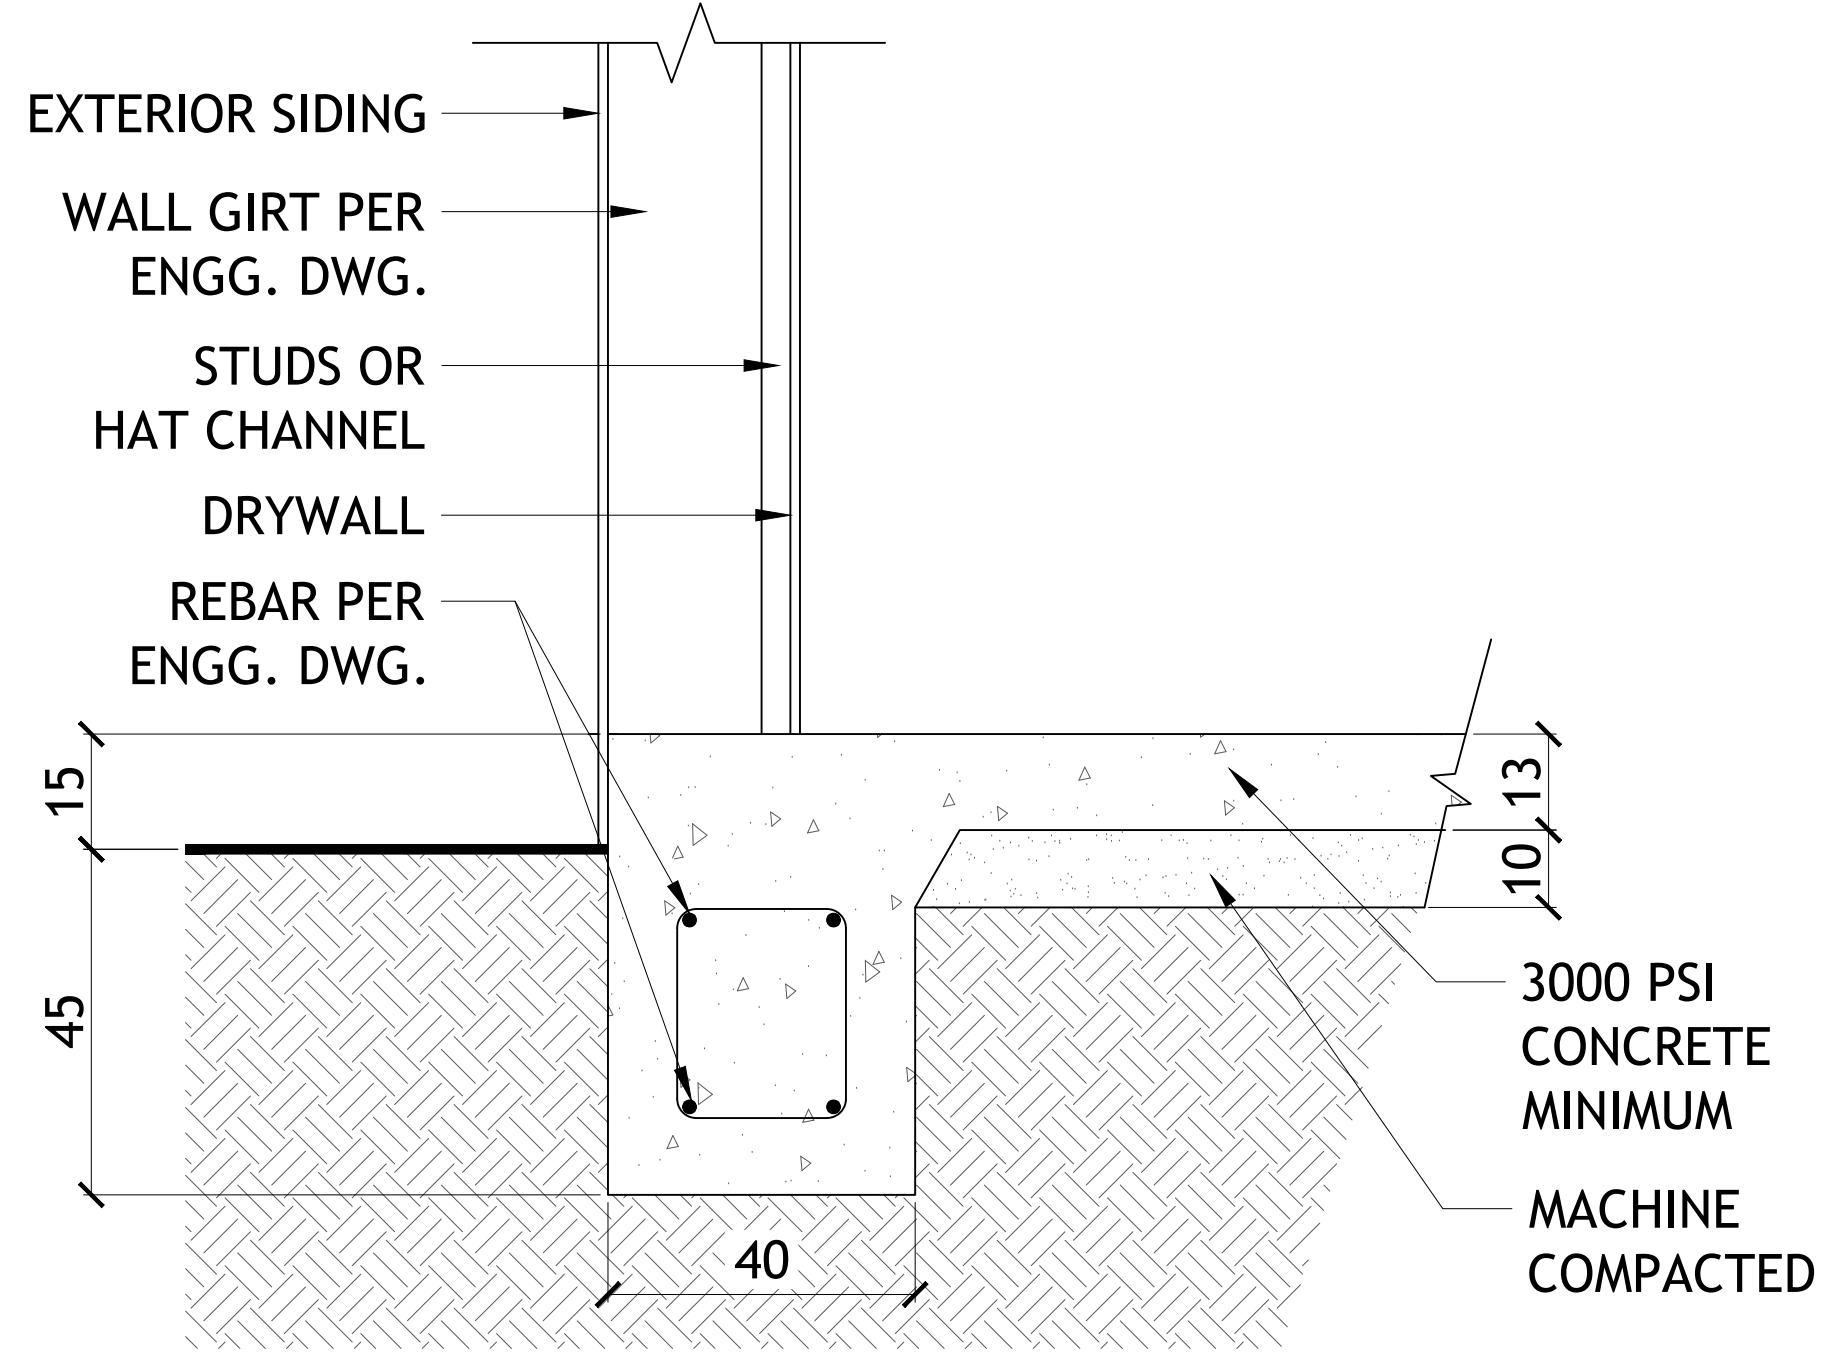 EXTERIOR SIDING
WALL GIRT PER
ENGG. DWG.
STUDS OR
HAT CHANNEL
DRYWALL
REBAR PER
ENGG. DWG.
15
45
40
13
10
3000 PSI
CONCRETE
MINIMUM
MACHINE
COMPACTED